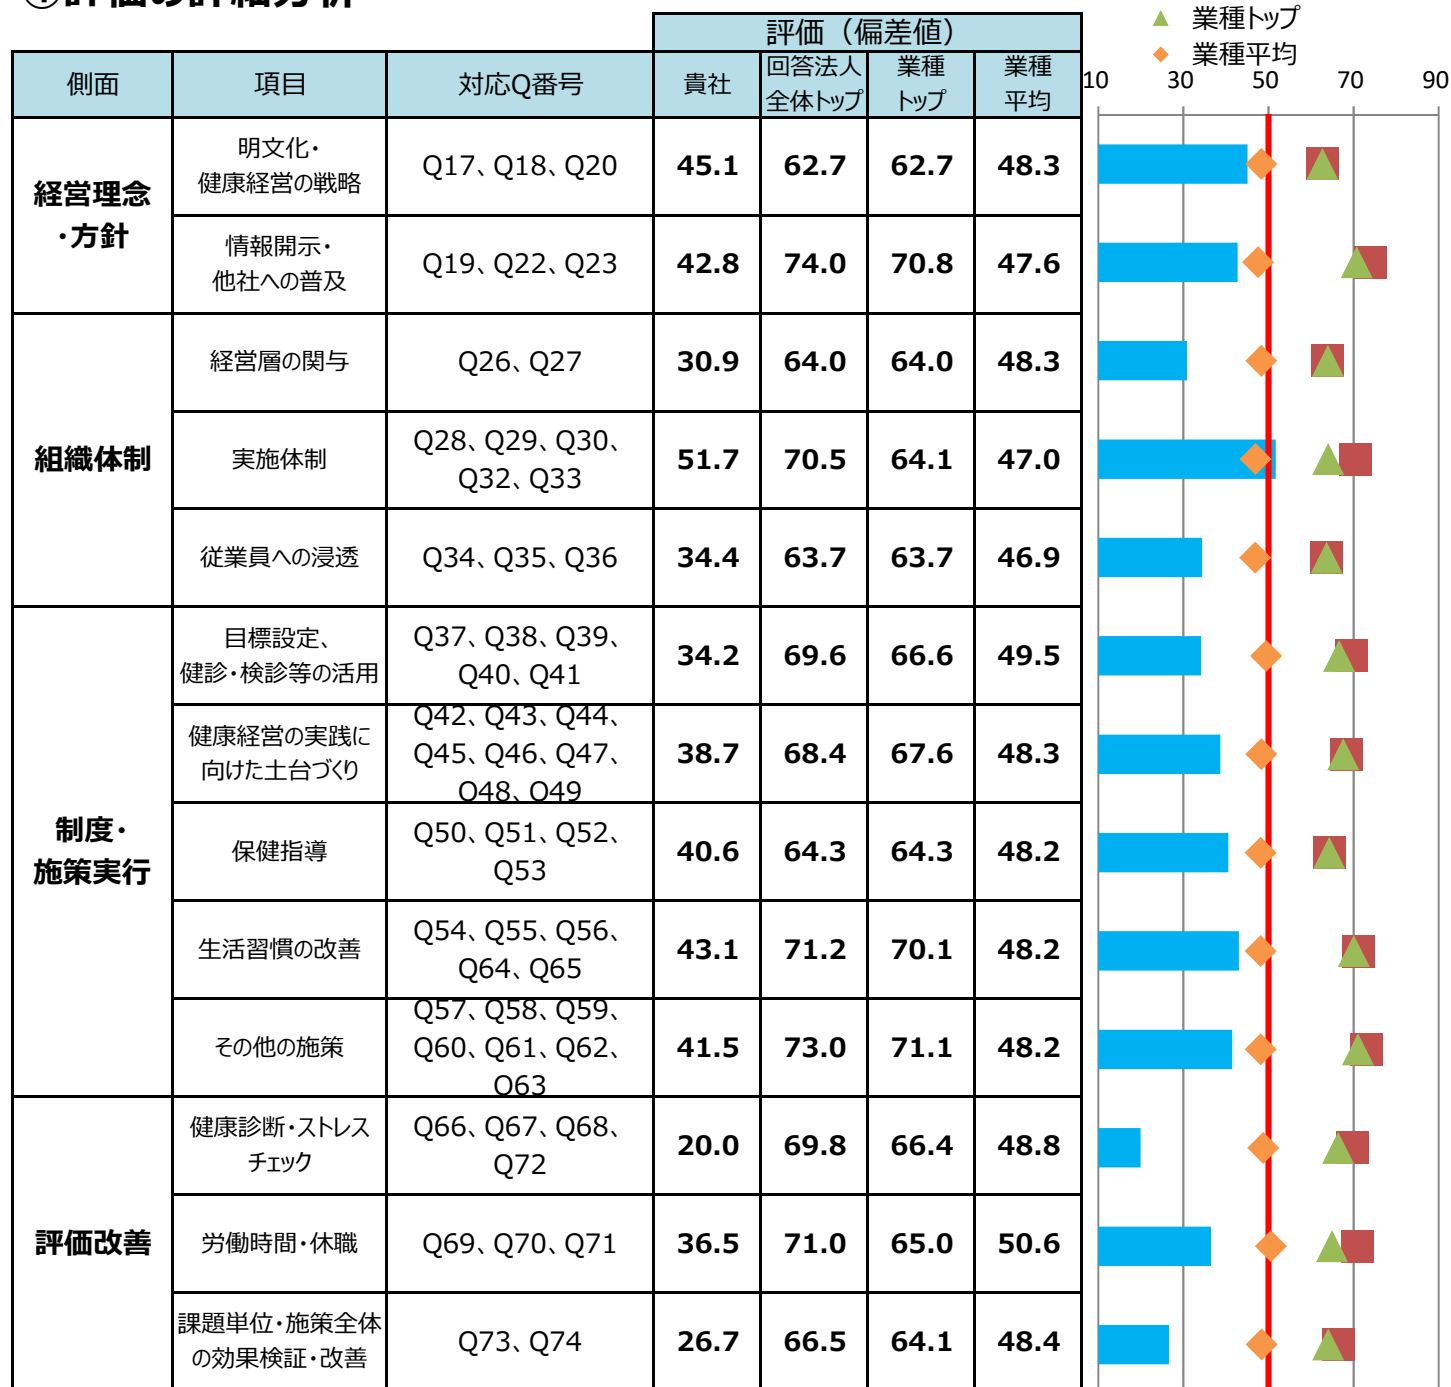 ①評価の詳細分析
業種トップ
業種平均
評価（偏差値）
側面 項目 対応Q番号 貴社 回答法人 業種 業種
全体トップ トップ 平均
10 30 50 70 90
経営理念
・方針
明文化・
健康経営の戦略
Q17、Q18、Q20
45.1 62.7 62.7 48.3
情報開示・
他社への普及
Q19、Q22、Q23
42.8 74.0 70.8 47.6
組織体制
経営層の関与
Q26、Q27
30.9 64.0 64.0 48.3
実施体制
Q28、Q29、Q30、
Q32、Q33
51.7 70.5 64.1 47.0
従業員への浸透
Q34、Q35、Q36
34.4 63.7 63.7 46.9
制度・
施策実行
目標設定、
健診・検診等の活用
Q37、Q38、Q39、
Q40、Q41
34.2 69.6 66.6 49.5
健康経営の実践に
向けた土台づくり
Q42、Q43、Q44、
Q45、Q46、Q47、
Q48、Q49
38.7 68.4 67.6 48.3
保健指導
Q50、Q51、Q52、
Q53
40.6 64.3 64.3 48.2
生活習慣の改善
Q54、Q55、Q56、
Q64、Q65
43.1 71.2 70.1 48.2
その他の施策
Q57、Q58、Q59、
Q60、Q61、Q62、
Q63
41.5 73.0 71.1 48.2
評価改善
健康診断・ストレス
チェック
Q66、Q67、Q68、
Q72
20.0 69.8 66.4 48.8
労働時間・休職
Q69、Q70、Q71
36.5 71.0 65.0 50.6
課題単位・施策全体
の効果検証・改善
Q73、Q74
26.7 66.5 64.1 48.4